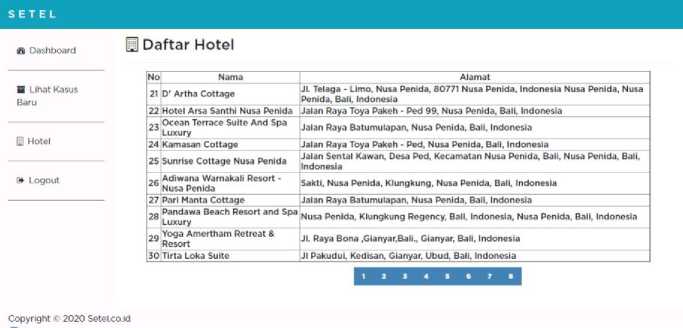 SETEL
Dashboard
Lihat Kasus
Baru
Hotel
Logout
Daftar Hotel
No Nama Alamat
21 D' Artha Cottage Jl. Telaga - Limo, Nusa Penida, 80771 Nusa Penida, Indonesia Nusa Penida, Nusa
Penida, Bali, Indonesia
22 Hotel Arsa Santhi Nusa Penida Jalan Raya Toya Pakeh - Ped 99, Nusa Penida, Bali, Indonesia
23 Ocean Terrace Suite And Spa
Luxury Jalan Raya Batumulapan, Nusa Penida, Bali, Indonesia
24 Kamasan Cottage Jalan Raya Toya Pakeh - Ped, Nusa Penida, Bali, Indonesia
25 Sunrise Cottage Nusa Penida Jalan Sental Kawan, Desa Ped, Kecamatan Nusa Penida, Bali, Nusa Penida, Bali,
Indonesia
26 Adiwana Warnakali Resort -
Nusa Penida Sakti, Nusa Penida, Klungkung, Nusa Penida, Bali, Indonesia
27 Pari Manta Cottage Jalan Raya Batumulapan, Nusa Penida, Bali, Indonesia
28 Pandawa Beach Resort and Spa
Luxury Nusa Penida, Klungkung Regency, Bali, Indonesia, Nusa Penida, Bali, Indonesia
29 Yoga Amertham Retreat &
Resort Jl. Raya Bona ,Gianyar,Bali., Gianyar, Bali, Indonesia
30 Tirta Loka Suite Jl Pakudui, Kedisan, Gianyar, Ubud, Bali, Indonesia
1 2 3 4 5 6 7 8
Copyright © 2020 Setel.co.id